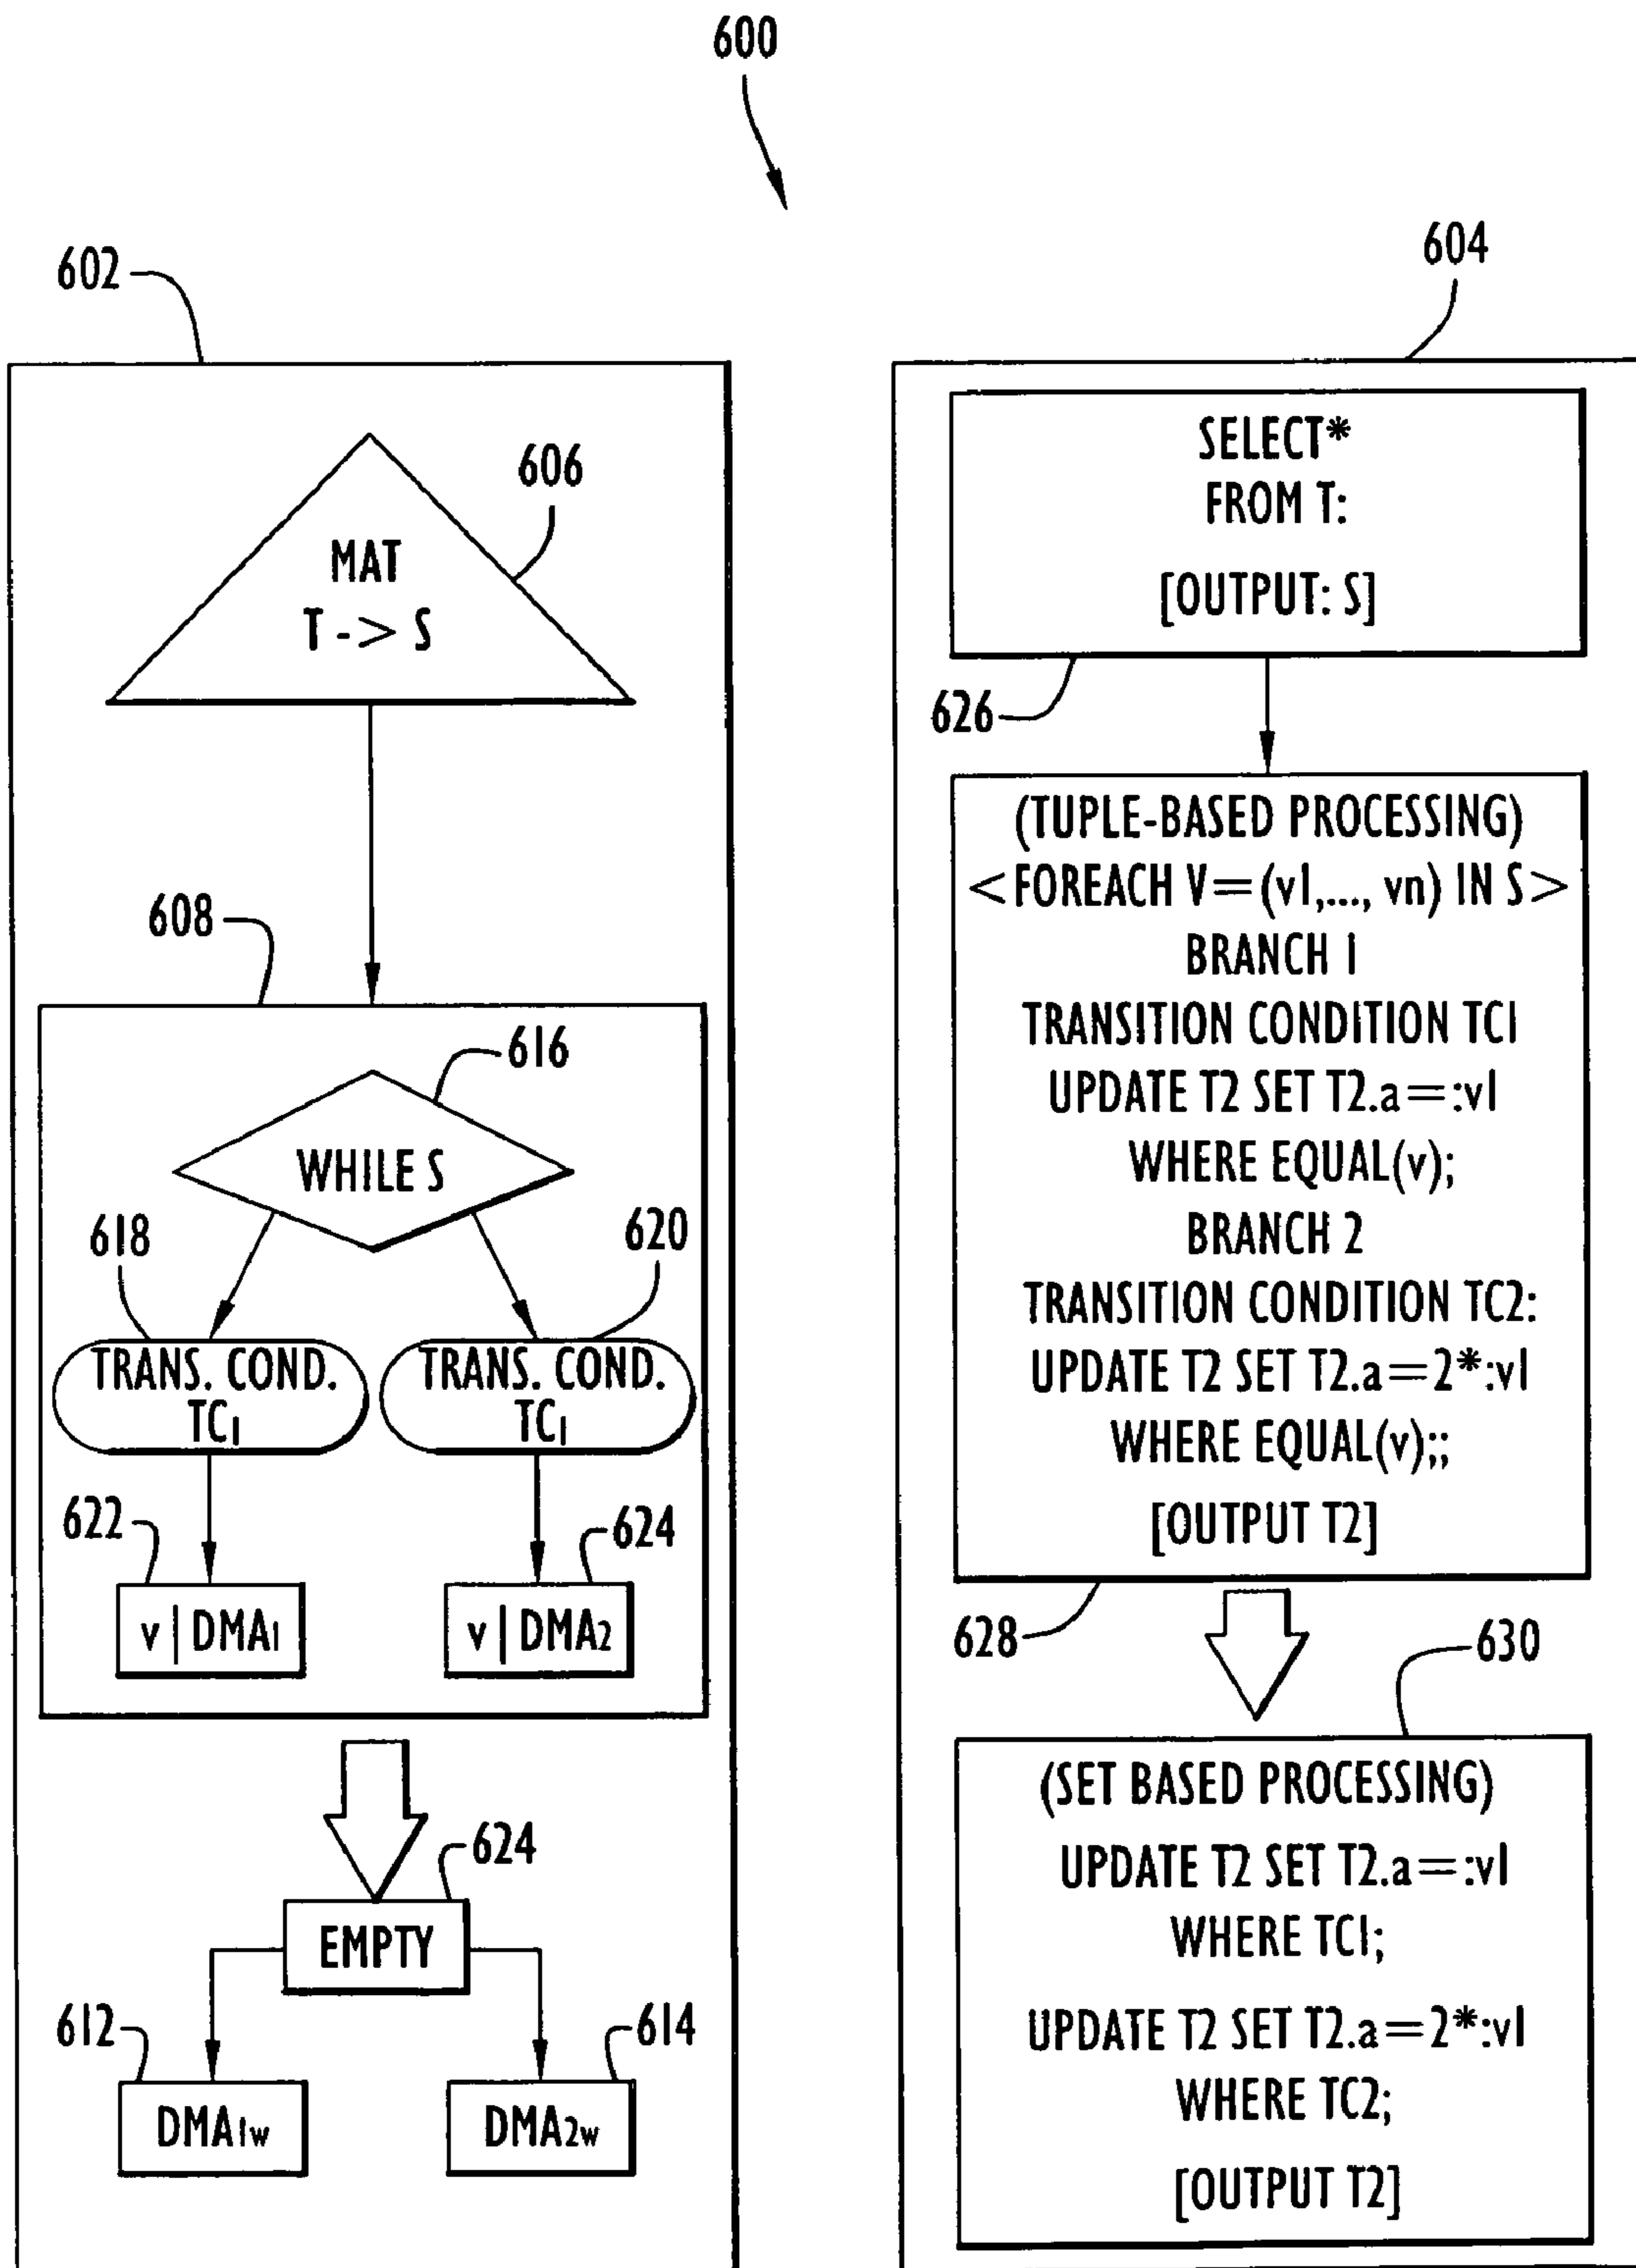 600
602
604
606
MAT
T -> S
608
616
WHILE S
618
620
TRANS. COND.
TC1
TRANS. COND.
TC1
622
624
v | DMA1
v | DMA2
624
EMPTY
612
614
DMA1w
DMA2w
SELECT*
FROM T:
[OUTPUT: S]
626
(TUPLE-BASED PROCESSING)
<FOREACH V=(v1,..., vn) IN S>
BRANCH 1
TRANSITION CONDITION TC1
UPDATE T2 SET T2.a=:v1
WHERE EQUAL(v);
BRANCH 2
TRANSITION CONDITION TC2:
UPDATE T2 SET T2.a=2*:v1
WHERE EQUAL(v);;
[OUTPUT T2]
628
630
(SET BASED PROCESSING)
UPDATE T2 SET T2.a=:v1
WHERE TC1;
UPDATE T2 SET T2.a=2*:v1
WHERE TC2;
[OUTPUT T2]